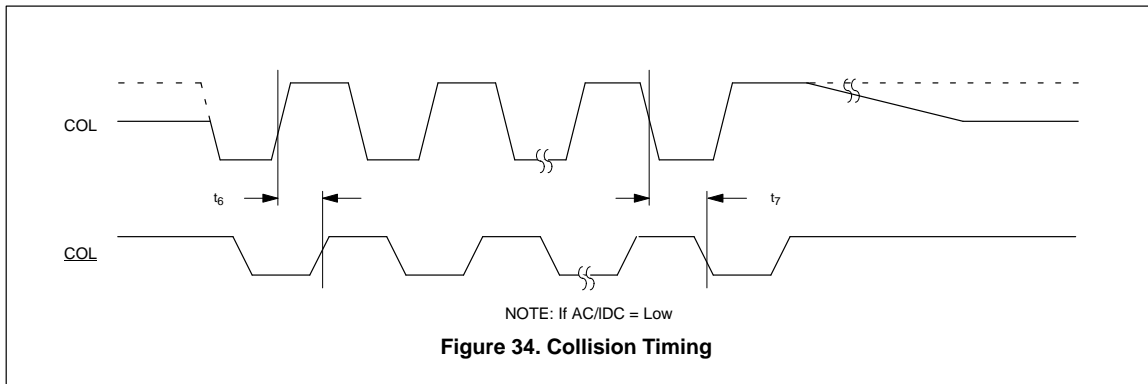 COL
t6
t7
COL
NOTE: If AC/IDC = Low
Figure 34. Collision Timing